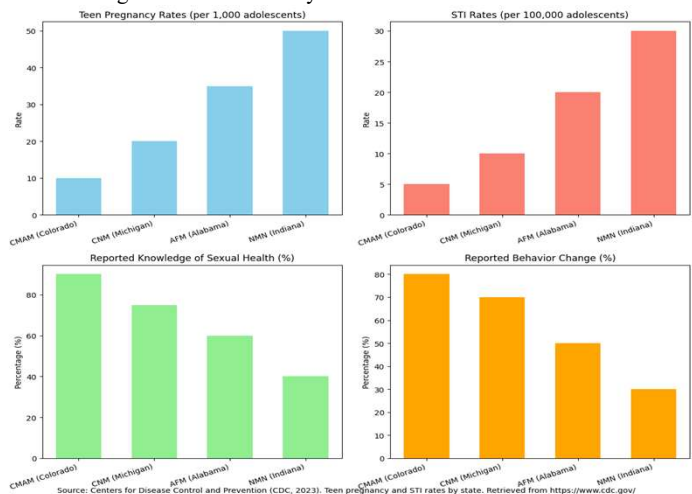 Teen Pregnancy Rates (per 1,000 adolescents)
50
40
30
20
10
0
Rate
CMAM (Colorado)
CNM (Michigan)
AFM (Alabama)
NMN (Indiana)
STI Rates (per 100,000 adolescents)
30
25
20
15
10
5
0
Rate
CMAM (Colorado)
CNM (Michigan)
AFM (Alabama)
NMN (Indiana)
Reported Knowledge of Sexual Health (%)
80
60
40
20
0
Percentage (%)
CMAM (Colorado)
CNM (Michigan)
AFM (Alabama)
NMN (Indiana)
Reported Behavior Change (%)
80
70
60
50
40
30
20
10
0
Percentage (%)
CMAM (Colorado)
CNM (Michigan)
AFM (Alabama)
NMN (Indiana)
Source: Centers for Disease Control and Prevention (CDC, 2023). Teen pregnancy and STI rates by state. Retrieved from https://www.cdc.gov/